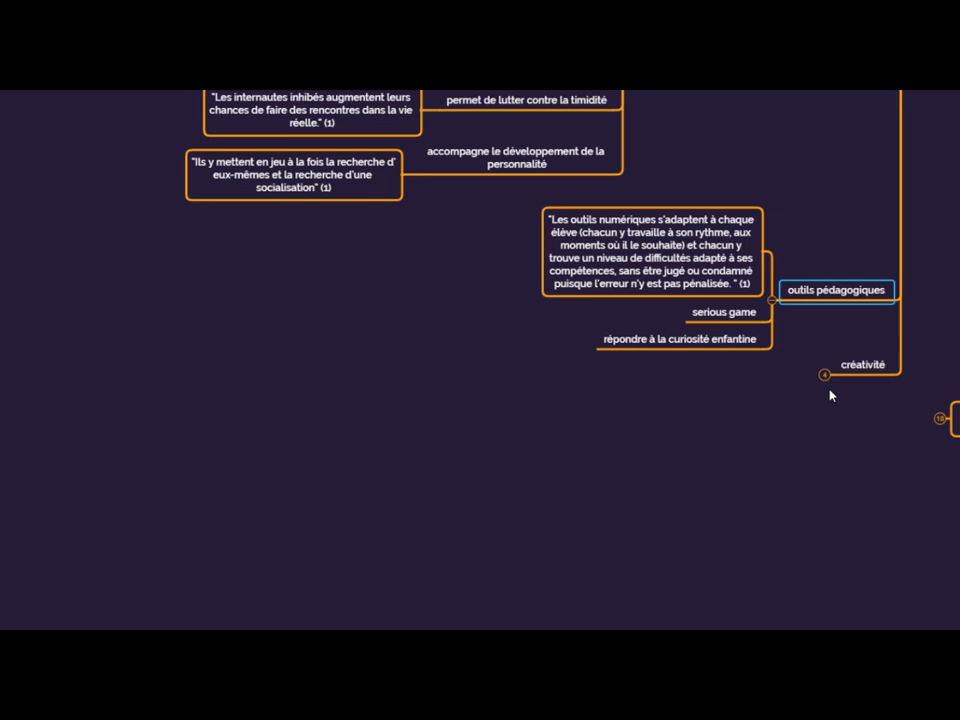 "Les internautes inhibés augmentent leurs
chances de faire des rencontres dans la vie
réelle." (1)
permet de lutter contre la timidité
"Ils y mettent en jeu à la fois la recherche d'
eux-mêmes et la recherche d'une
socialisation" (1)
accompagne le développement de la
personnalité
"Les outils numériques s'adaptent à chaque
élève (chacun y travaille à son rythme, aux
moments où il le souhaite) et chacun y
trouve un niveau de difficultés adapté à ses
compétences, sans être jugé ou condamné
puisque l'erreur n'y est pas pénalisée. " (1)
outils pédagogiques
serious game
répondre à la curiosité enfantine
créativité
4
18